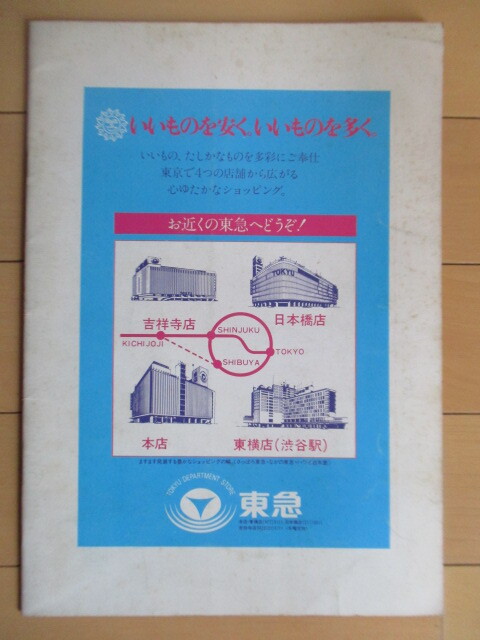 いいものを安く、いいものを多く。
いいもの、たしかなものを多彩にご奉仕
東京で4つの店舗から広がる
心ゆたかなショッピング。
お近くの東急へどうぞ!
TOKYU
吉祥寺店
日本橋店
SHINJUKU
KICHIJOJI
TOKYO
SHIBUYA
本店
東横店(渋谷駅)
TOKYU DEPARTMENT STORE
東急